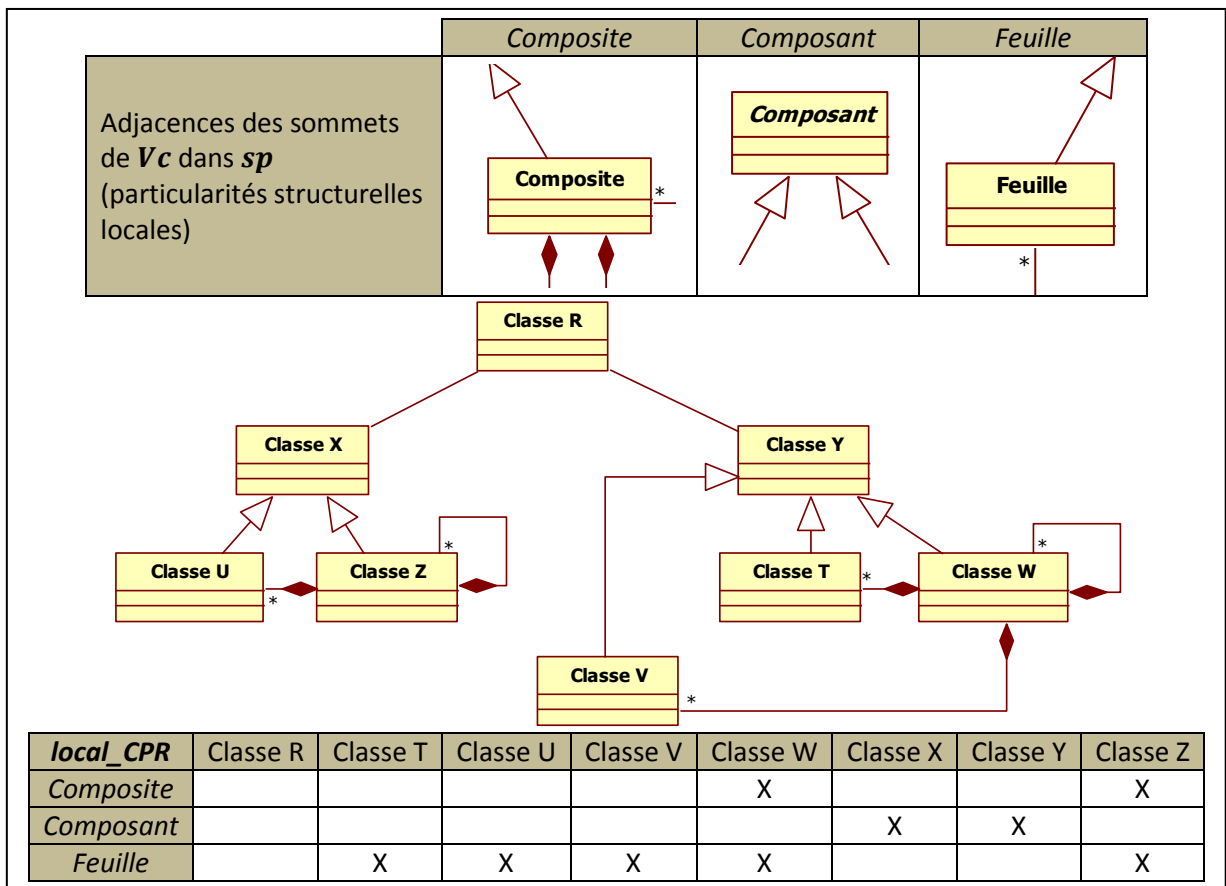 Composite Composant Feuille
Adjacences des sommets
de Vc dans sp
(particularités structurelles
locales)
Composite
*
Composant
Feuille
*
Classe R
Classe X
Classe Y
*
*
Classe U
Classe Z
Classe T
*
Classe W
*
Classe V
*
local_CPR Classe R Classe T Classe U Classe V Classe W Classe X Classe Y Classe Z
Composite X X
Composant X X
Feuille X X X X X